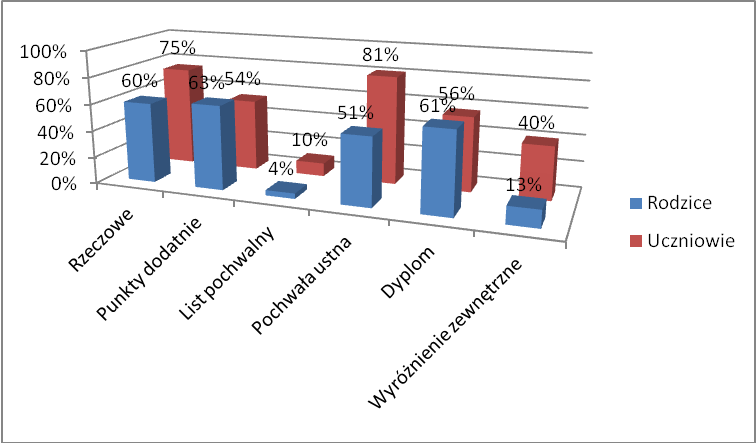 100%
80%
60%
40%
20%
0%
60%
75%
63%
54%
4%
10%
51%
81%
61%
56%
13%
40%
Rzeczowe
Punkty dodatnie
List pochwalny
Pochwała ustna
Dyplom
Wyróżnienie zewnętrzne
Rodzice
Uczniowie